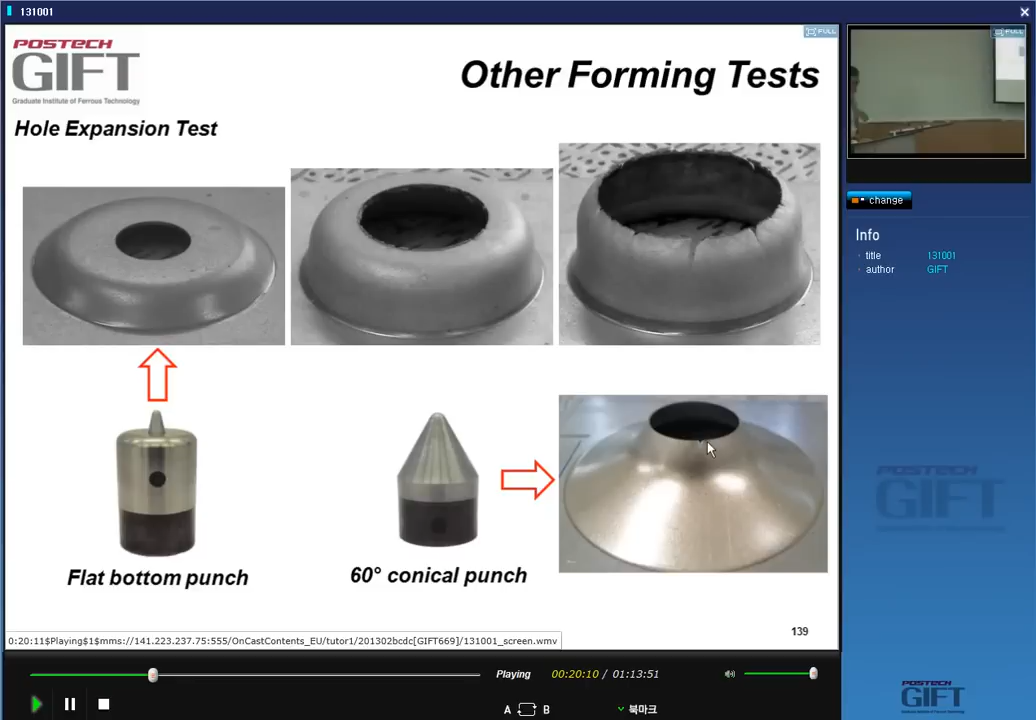 131001
FULL
POSTECH
GIFT
Graduate Institute of Ferrous Technology
Other Forming Tests
Hole Expansion Test
Flat bottom punch
60° conical punch
139
0:20:11$Playing$1$mms://141.223.237.75:555/OnCastContents_EU/tutor1/201302bcdc[GIFT669]/131001_screen.wmv
Playing
00:20:10 / 01:13:51
A B
북마크
FULL
change
Info
title 131001
author GIFT
POSTECH
GIFT
POSTECH
GIFT